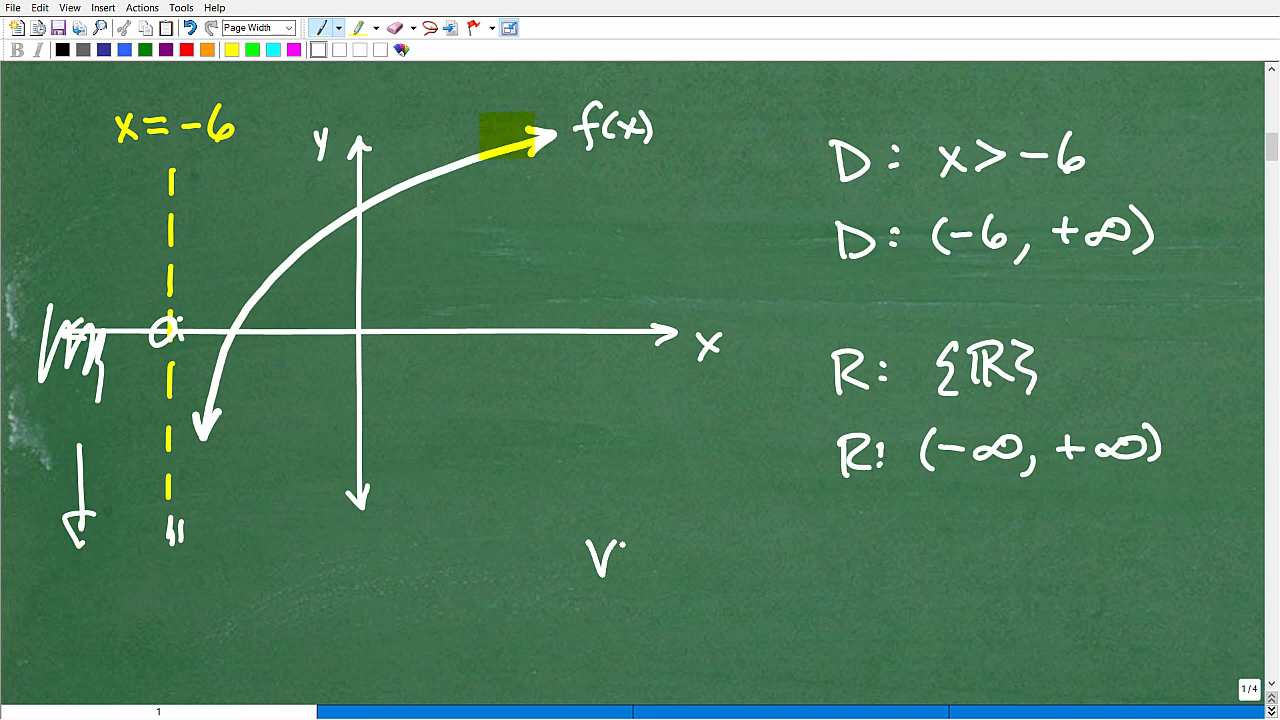 File Edit View Insert Actions Tools Help
Page Width
B I
x = -6
y
f(x)
D: x > -6
D: (-6, +∞)
x
R: {ℝ}
R: (-∞, +∞)
V
1/4
1